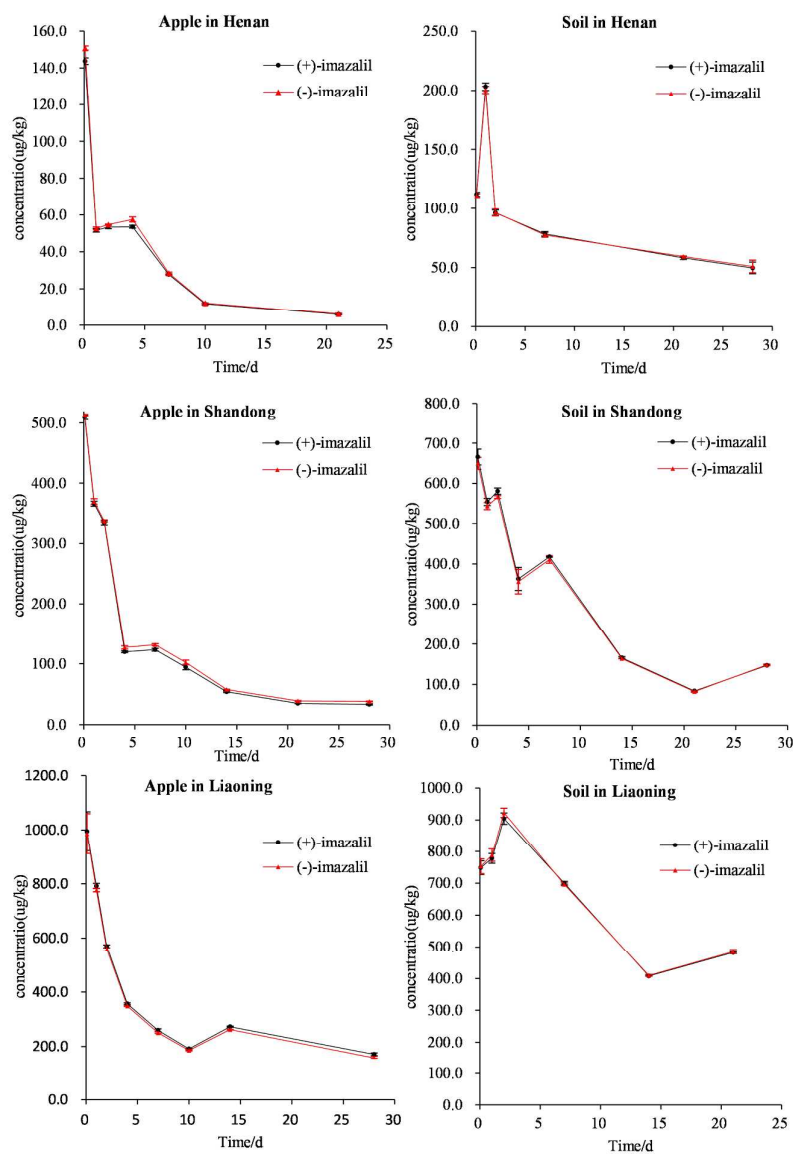 Apple in Henan
160.0
140.0
120.0
100.0
80.0
60.0
40.0
20.0
0.0
concentratio(ug/kg)
(+)-imazalil
(-)-imazalil
0
5
10
15
20
25
Time/d
Soil in Henan
250.0
200.0
150.0
100.0
50.0
0.0
concentratio(ug/kg)
(+)-imazalil
(-)-imazalil
0
5
10
15
20
25
30
Time/d
Apple in Shandong
500.0
400.0
300.0
200.0
100.0
0.0
concentratio(ug/kg)
(+)-imazalil
(-)-imazalil
0
5
10
15
20
25
30
Time/d
Soil in Shandong
800.0
700.0
600.0
500.0
400.0
300.0
200.0
100.0
0.0
concentratio(ug/kg)
(+)-imazalil
(-)-imazalil
0
5
10
15
20
25
30
Time/d
Apple in Liaoning
1200.0
1000.0
800.0
600.0
400.0
200.0
0.0
concentratio(ug/kg)
(+)-imazalil
(-)-imazalil
0
5
10
15
20
25
30
Time/d
Soil in Liaoning
1000.0
900.0
800.0
700.0
600.0
500.0
400.0
300.0
200.0
100.0
0.0
concentratio(ug/kg)
(+)-imazalil
(-)-imazalil
0
5
10
15
20
25
Time/d